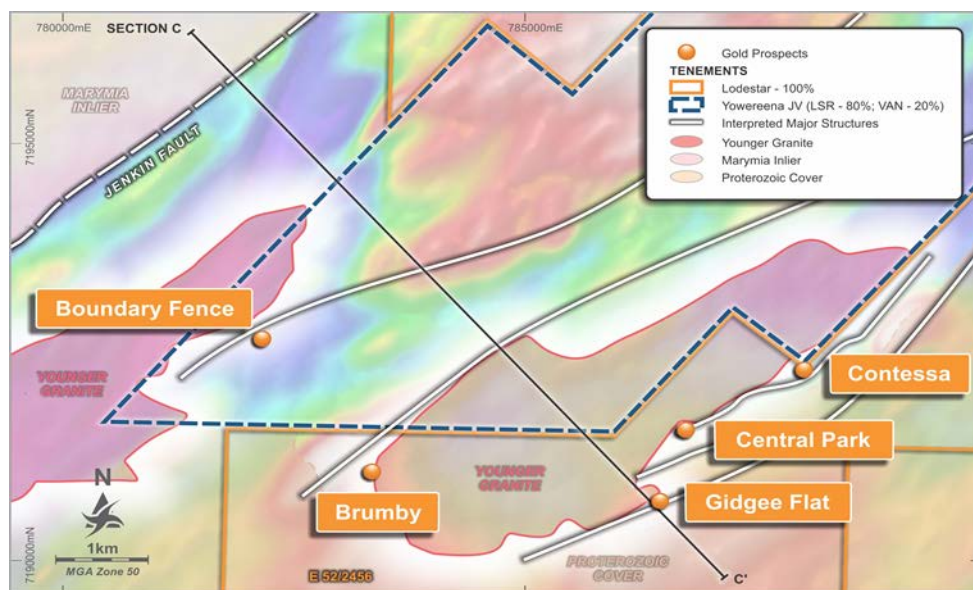 780000mE
785000mE
SECTION C
MARYMIA
INLIER
JENKIN FAULT
7195000mN
Gold Prospects
TENEMENTS
Lodestar - 100%
Yowereena JV (LSR - 80%; VAN - 20%)
Interpreted Major Structures
Younger Granite
Marymia Inlier
Proterozoic Cover
Boundary Fence
YOUNGER
GRANITE
Contessa
Central Park
YOUNGER
GRANITE
Brumby
Gidgee Flat
N
1km
MGA Zone 50
7190000mN
E 52/2456
PROTEROZOIC
COVER
C'